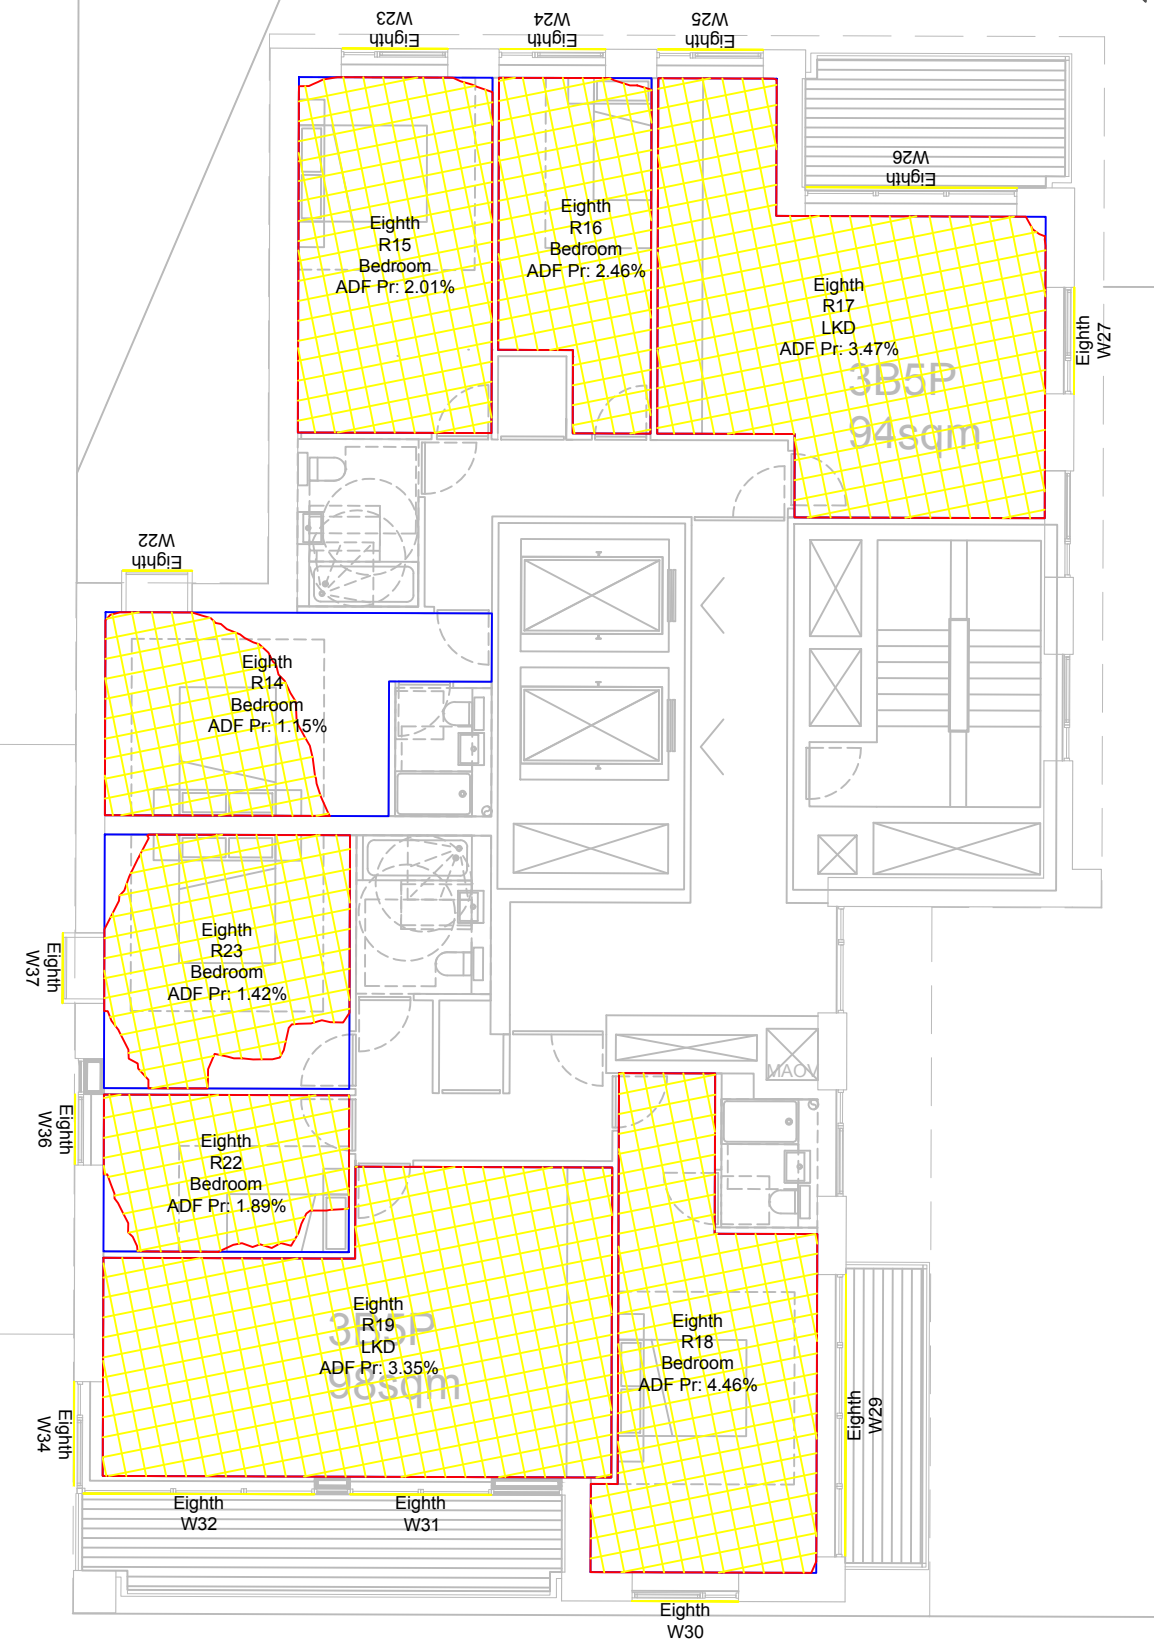 W23
Eighth
W24
Eighth
W25
Eighth
W26
Eighth
Eighth
R15
Bedroom
ADF Pr: 2.01%
Eighth
R16
Bedroom
ADF Pr: 2.46%
Eighth
R17
LKD
ADF Pr: 3.47%
3B5P
94sqm
Eighth
W27
W22
Eighth
Eighth
R14
Bedroom
ADF Pr: 1.15%
Eighth
R23
Bedroom
ADF Pr: 1.42%
Eighth
W37
MAOV
Eighth
W36
Eighth
R22
Bedroom
ADF Pr: 1.89%
Eighth
R19
LKD
ADF Pr: 3.35%
3B5P
98sqm
Eighth
R18
Bedroom
ADF Pr: 4.46%
Eighth
W29
Eighth
W34
Eighth
W32
Eighth
W31
Eighth
W30